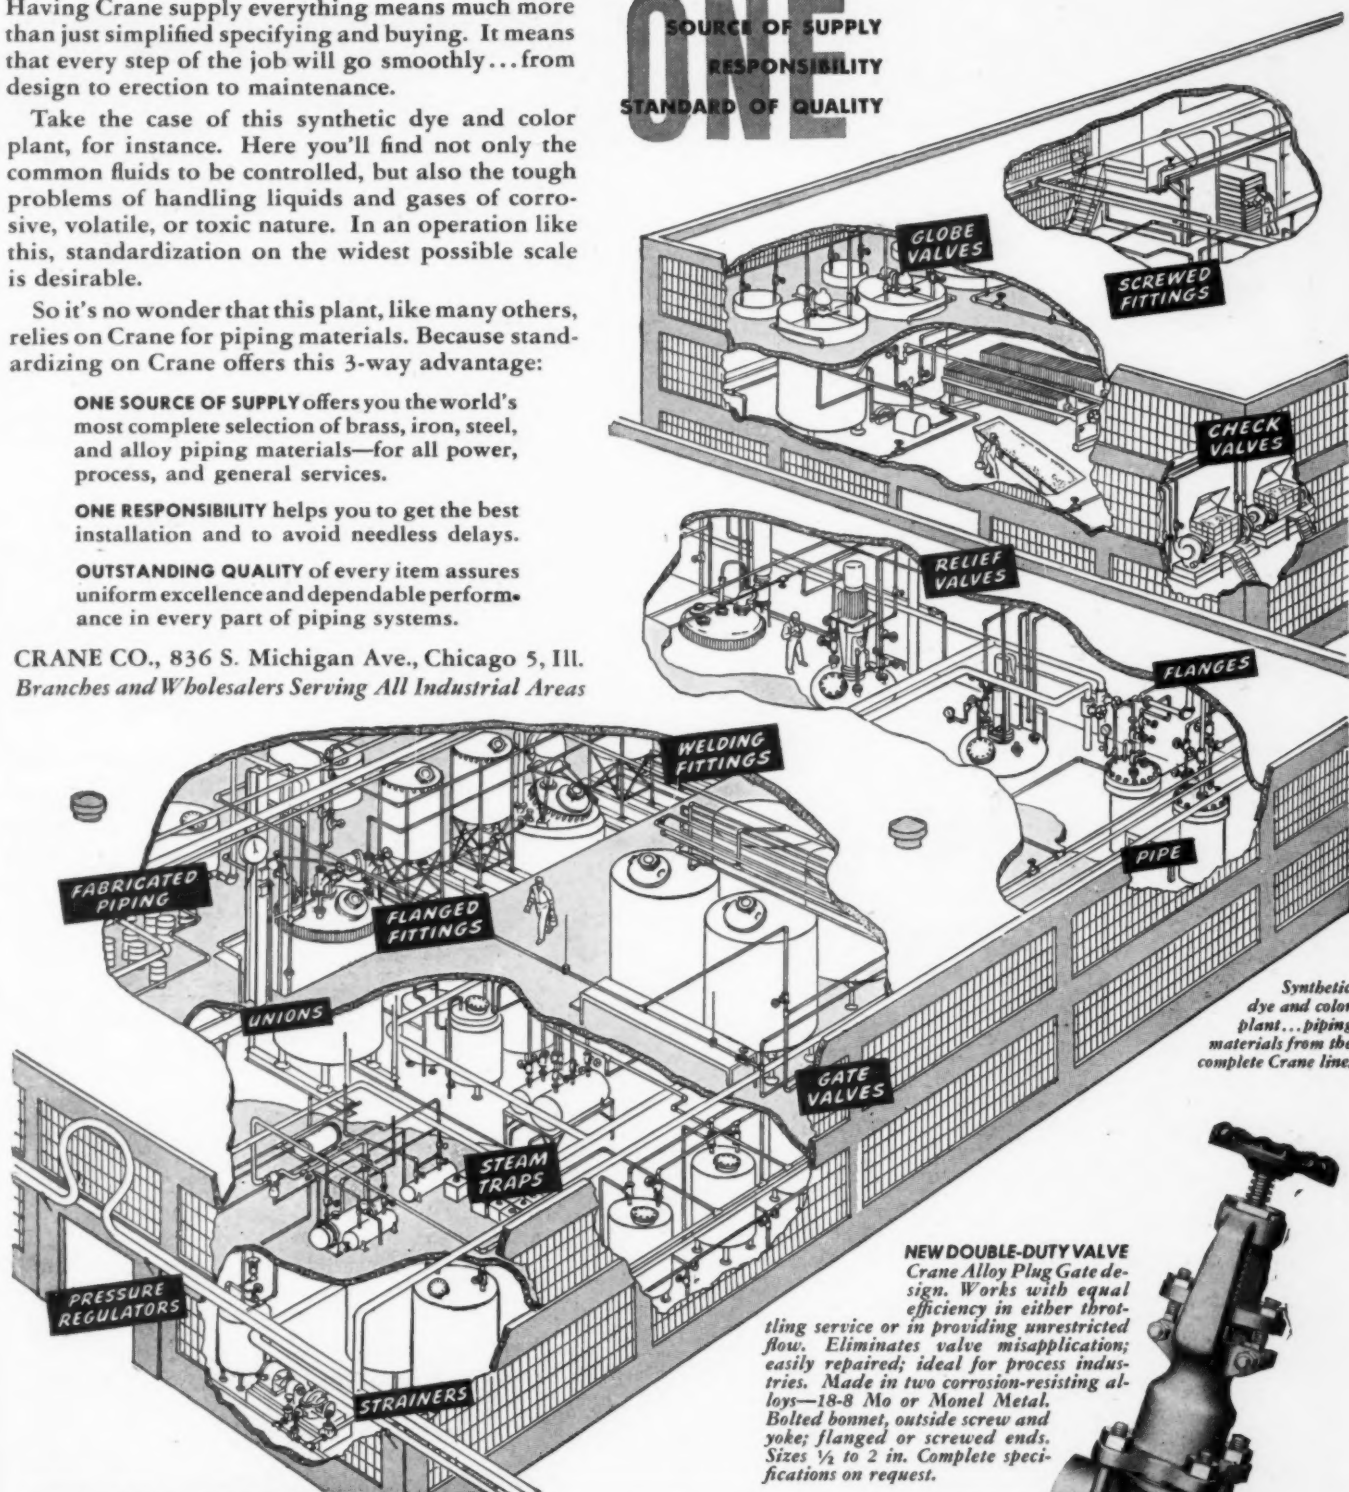 Having Crane supply everything means much more
than just simplified specifying and buying. It means
that every step of the job will go smoothly...from
design to erection to maintenance.
Take the case of this synthetic dye and color
plant, for instance. Here you'll find not only the
common fluids to be controlled, but also the tough
problems of handling liquids and gases of corro-
sive, volatile, or toxic nature. In an operation like
this, standardization on the widest possible scale
is desirable.
So it's no wonder that this plant, like many others,
relies on Crane for piping materials. Because stand-
ardizing on Crane offers this 3-way advantage:
ONE SOURCE OF SUPPLY offers you the world's
most complete selection of brass, iron, steel,
and alloy piping materials—for all power,
process, and general services.
ONE RESPONSIBILITY helps you to get the best
installation and to avoid needless delays.
OUTSTANDING QUALITY of every item assures
uniform excellence and dependable perform-
ance in every part of piping systems.
CRANE CO., 836 S. Michigan Ave., Chicago 5, Ill.
Branches and Wholesalers Serving All Industrial Areas
ONE
SOURCE OF SUPPLY
RESPONSIBILITY
STANDARD OF QUALITY
GLOBE
VALVES
SCREWED
FITTINGS
CHECK
VALVES
RELIEF
VALVES
FLANGES
WELDING
FITTINGS
PIPE
FABRICATED
PIPING
FLANGED
FITTINGS
UNIONS
GATE
VALVES
STEAM
TRAPS
PRESSURE
REGULATORS
STRAINERS
Synthetic
dye and color
plant...piping
materials from the
complete Crane line.
NEW DOUBLE-DUTY VALVE
Crane Alloy Plug Gate de-
sign. Works with equal
efficiency in either throt-
tling service or in providing unrestricted
flow. Eliminates valve misapplication;
easily repaired; ideal for process indus-
tries. Made in two corrosion-resisting al-
loys—18-8 Mo or Monel Metal.
Bolted bonnet, outside screw and
yoke; flanged or screwed ends.
Sizes ½ to 2 in. Complete speci-
fications on request.